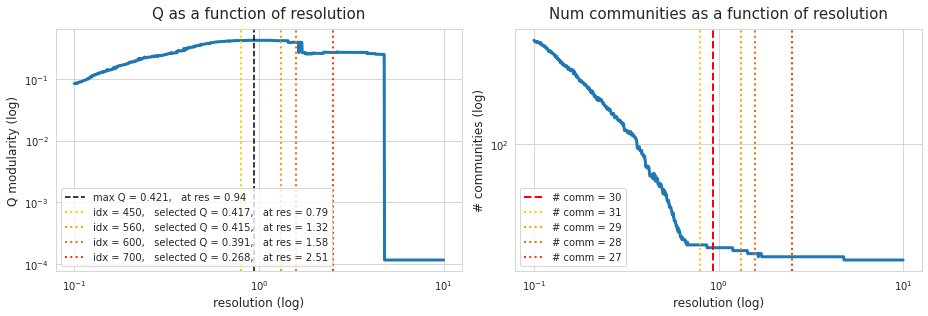 Q as a function of resolution
Q modularity (log)
10⁻¹
10⁻²
10⁻³
10⁻⁴
max Q = 0.421,   at res = 0.94
idx = 450,   selected Q = 0.417,   at res = 0.79
idx = 560,   selected Q = 0.415,   at res = 1.32
idx = 600,   selected Q = 0.391,   at res = 1.58
idx = 700,   selected Q = 0.268,   at res = 2.51
10⁻¹ 10⁰ 10¹
resolution (log)
Num communities as a function of resolution
# communities (log)
10²
# comm = 30
# comm = 31
# comm = 29
# comm = 28
# comm = 27
10⁻¹ 10⁰ 10¹
resolution (log)